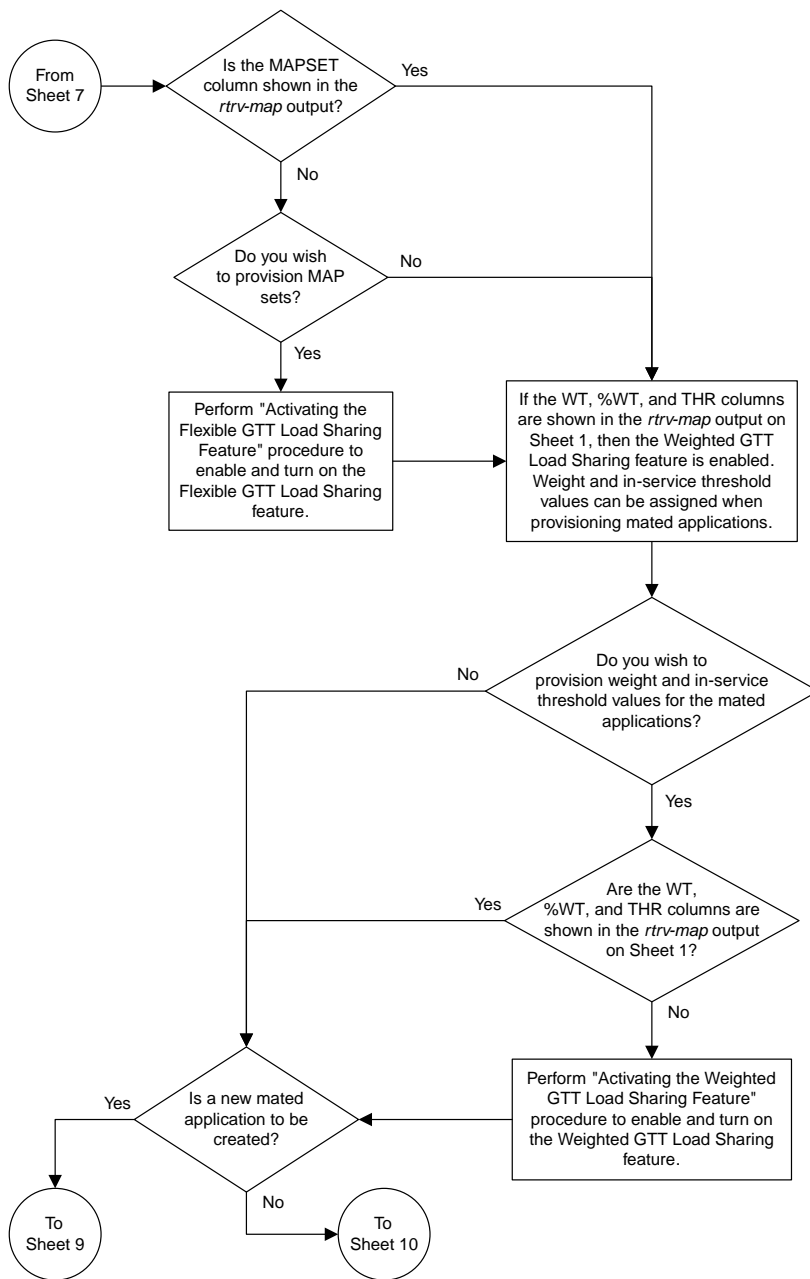 From
Sheet 7
Is the MAPSET
column shown in the
rtrv-map output?
Yes
No
Do you wish
to provision MAP
sets?
No
Yes
Perform "Activating the
Flexible GTT Load Sharing
Feature" procedure to
enable and turn on the
Flexible GTT Load Sharing
feature.
If the WT, %WT, and THR columns
are shown in the rtrv-map output on
Sheet 1, then the Weighted GTT
Load Sharing feature is enabled.
Weight and in-service threshold
values can be assigned when
provisioning mated applications.
Do you wish to
provision weight and in-service
threshold values for the mated
applications?
No
Yes
Are the WT,
%WT, and THR columns are
shown in the rtrv-map output
on Sheet 1?
Yes
No
Perform "Activating the Weighted
GTT Load Sharing Feature"
procedure to enable and turn on
the Weighted GTT Load Sharing
feature.
Is a new mated
application to be
created?
Yes
No
To
Sheet 9
To
Sheet 10